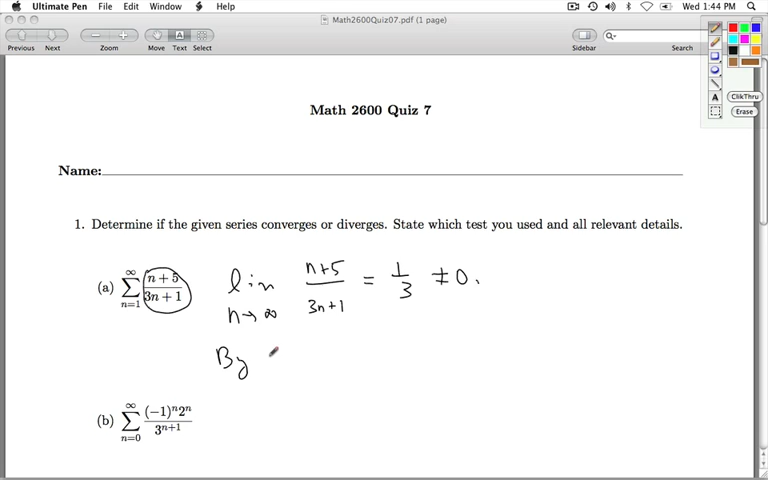 Ultimate Pen File Edit Window Help Wed 1:44 PM
Math2600Quiz07.pdf (1 page)
Previous Next Zoom Move Text Select Sidebar Search
A ClikThru
Erase
Math 2600 Quiz 7
Name:
1. Determine if the given series converges or diverges. State which test you used and all relevant details.
(a) ∑_{n=1}^{∞} (n + 5)/(3n + 1) lim_{n→∞} (n+5)/(3n+1) = 1/3 ≠ 0.
By
(b) ∑_{n=0}^{∞} (−1)^n 2^n / 3^{n+1}